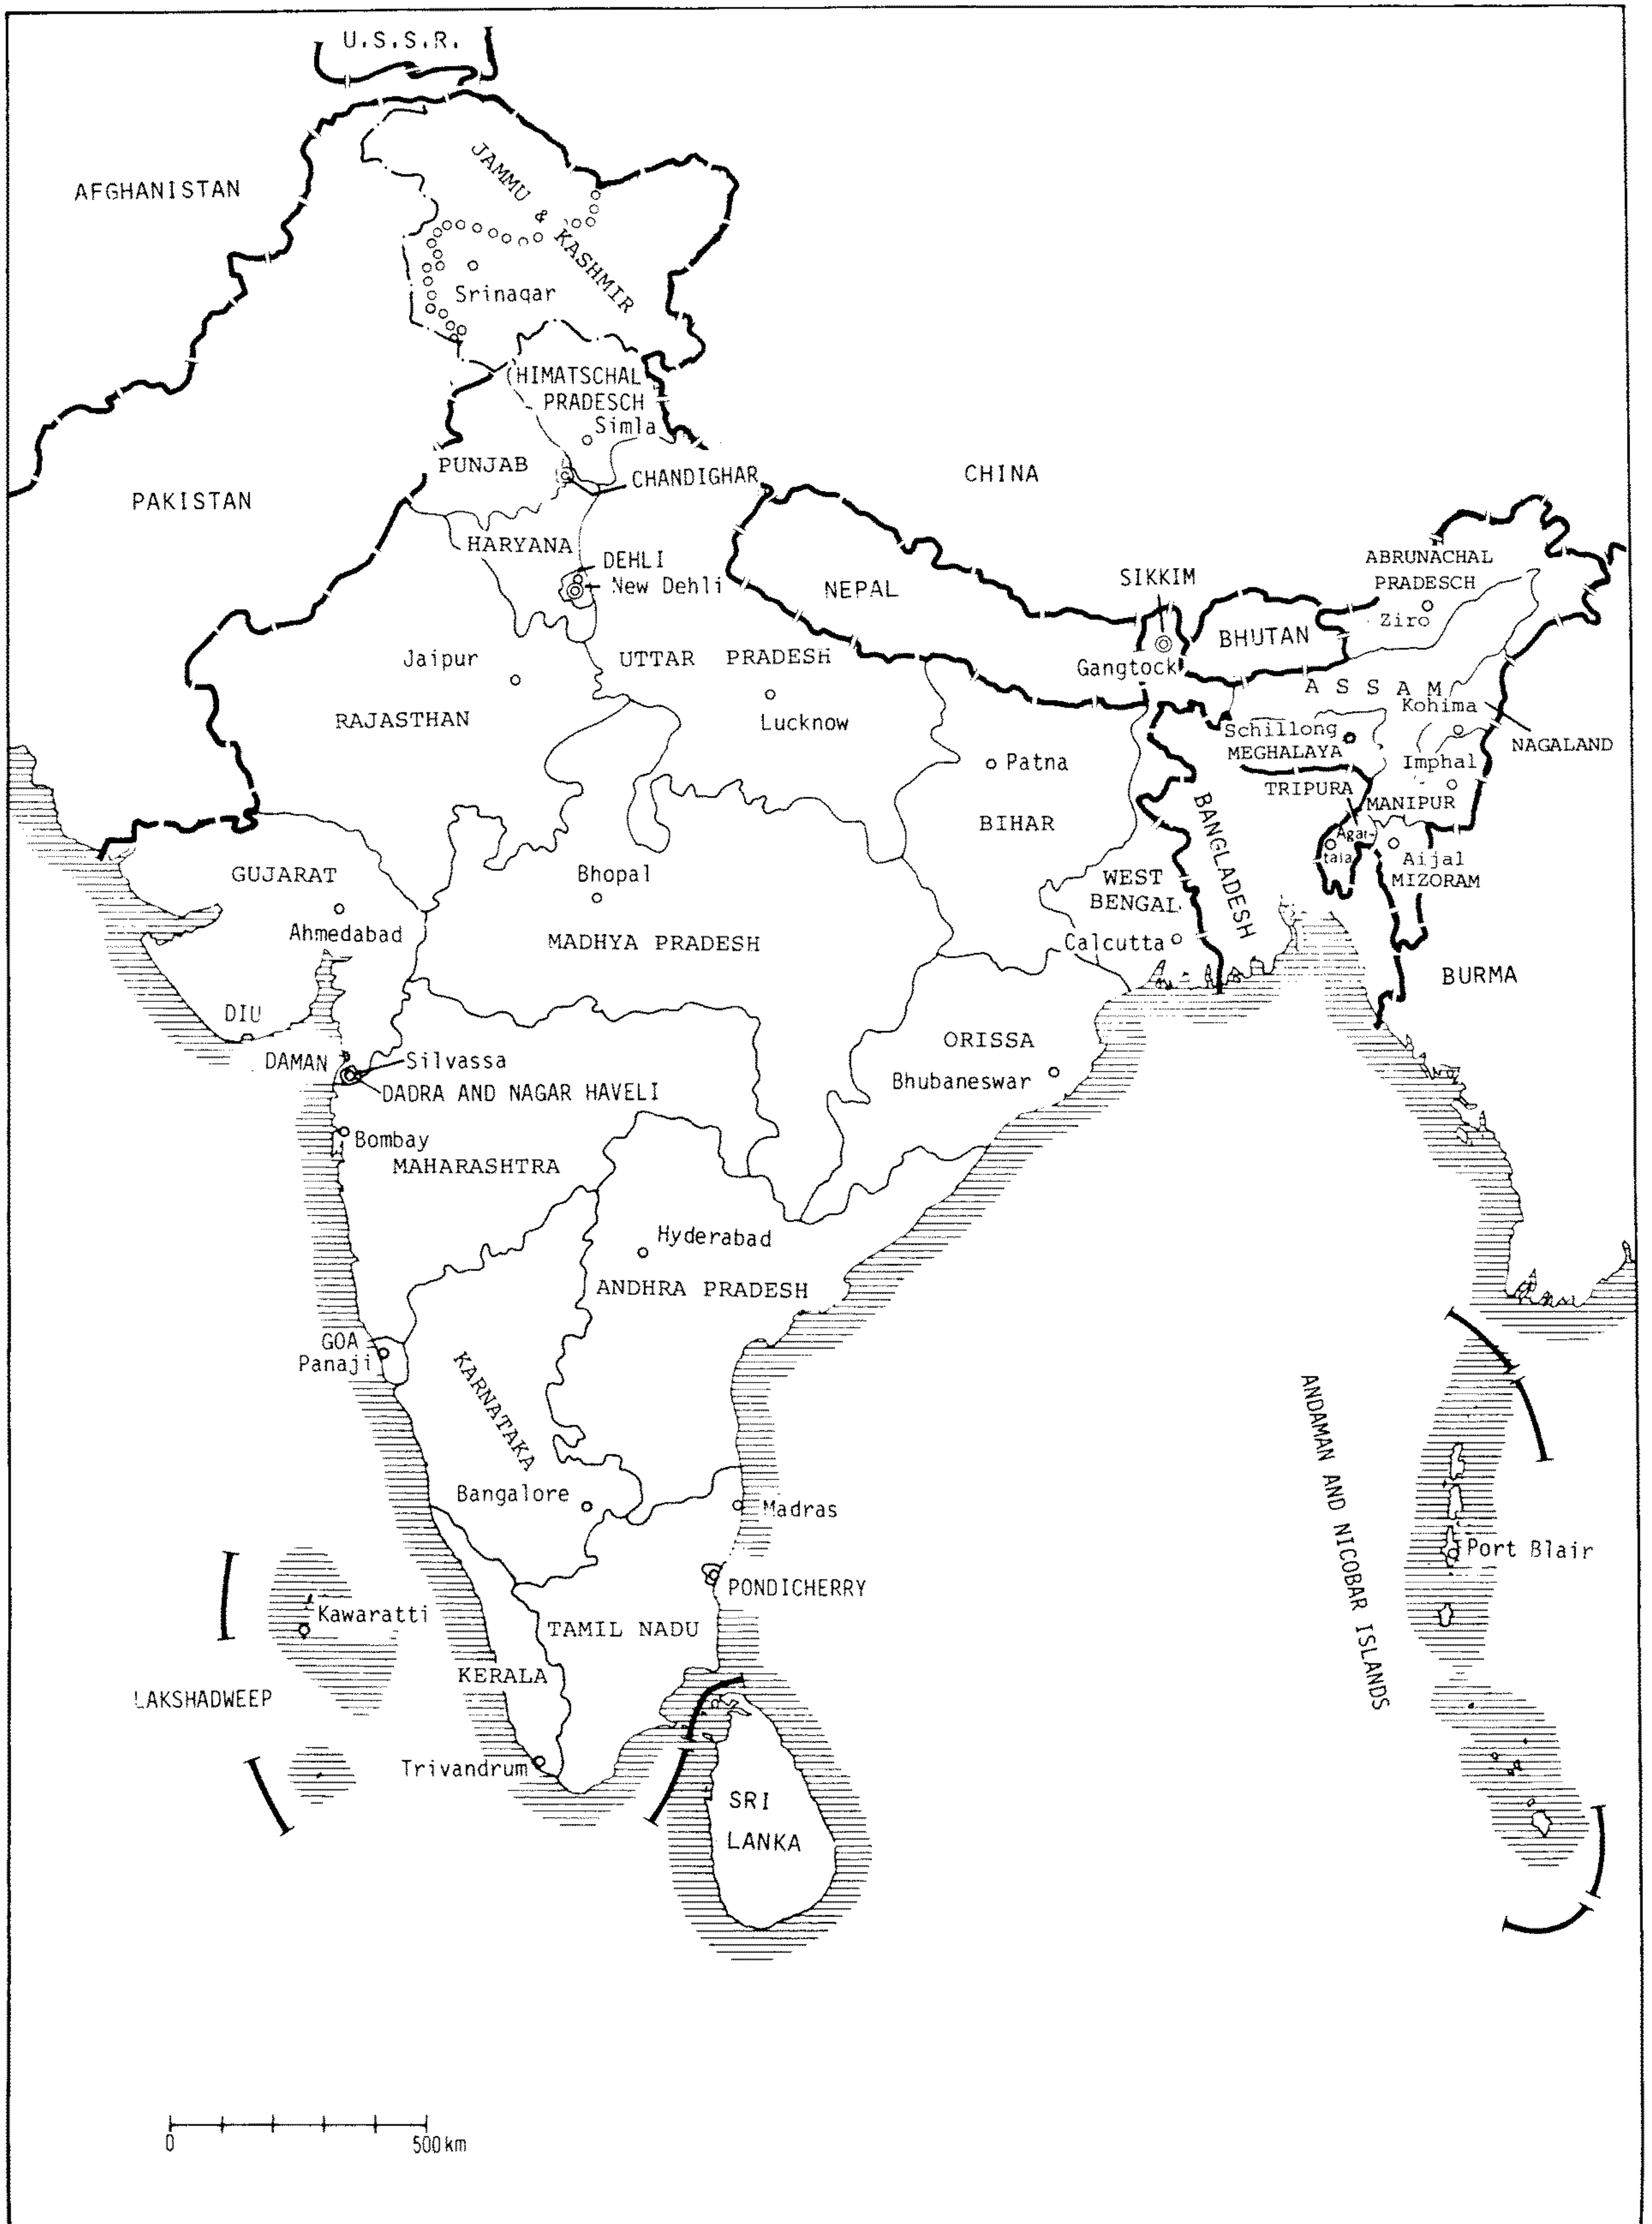 U.S.S.R.
AFGHANISTAN
JAMMU & KASHMIR
Srinagar
(HIMATSCHAL
PRADESCH
Simla
PUNJAB
CHANDIGHAR
CHINA
PAKISTAN
HARYANA
DEHLI
New Dehli
NEPAL
SIKKIM
ABRUNACHAL
PRADESCH
Ziro
BHUTAN
Gangtock
Jaipur
UTTAR PRADESH
ASSAM
Kohima
RAJASTHAN
Lucknow
Schillong
MEGHALAYA
NAGALAND
Patna
Imphal
TRIPURA
MANIPUR
BIHAR
BANGLADESH
Agar-
tala
Aijal
MIZORAM
GUJARAT
Bhopal
WEST
BENGAL
Ahmedabad
MADHYA PRADESH
Calcutta
BURMA
DIU
ORISSA
DAMAN
Silvassa
Bhubaneswar
DADRA AND NAGAR HAVELI
Bombay
MAHARASHTRA
Hyderabad
ANDHRA PRADESH
GOA
Panaji
KARNATAKA
ANDAMAN AND NICOBAR ISLANDS
Bangalore
Madras
Port Blair
PONDICHERRY
Kawaratti
TAMIL NADU
KERALA
LAKSHADWEEP
Trivandrum
SRI
LANKA
0 500 km